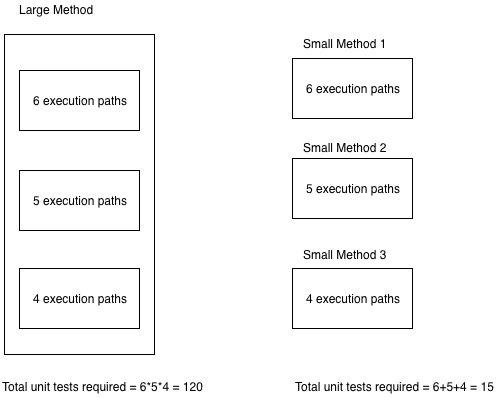 Large Method
6 execution paths
5 execution paths
4 execution paths
Total unit tests required = 6*5*4 = 120
Small Method 1
6 execution paths
Small Method 2
5 execution paths
Small Method 3
4 execution paths
Total unit tests required = 6+5+4 = 15